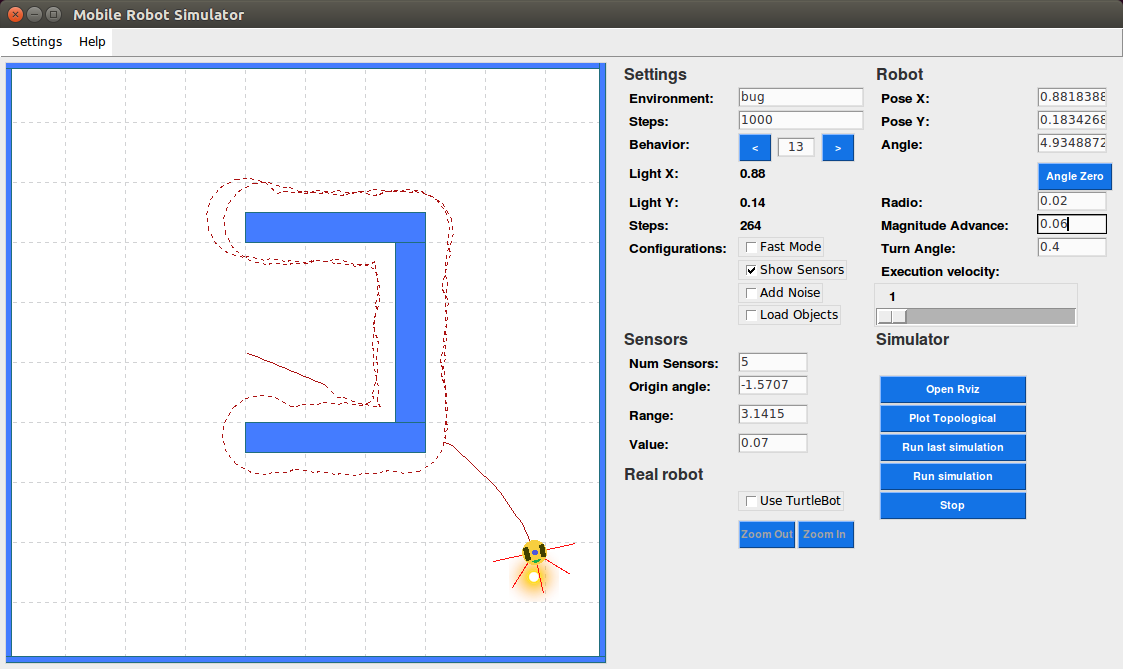 Mobile Robot Simulator
Settings Help
Settings
Environment: bug
Steps: 1000
Behavior: < 13 >
Light X: 0.88
Light Y: 0.14
Steps: 264
Configurations: Fast Mode
Show Sensors
Add Noise
Load Objects
Sensors
Num Sensors: 5
Origin angle: -1.5707
Range: 3.1415
Value: 0.07
Real robot
Use TurtleBot
Zoom Out Zoom In
Robot
Pose X: 0.8818388
Pose Y: 0.1834268
Angle: 4.9348872
Angle Zero
Radio: 0.02
Magnitude Advance: 0.06
Turn Angle: 0.4
Execution velocity:
1
Simulator
Open Rviz
Plot Topological
Run last simulation
Run simulation
Stop